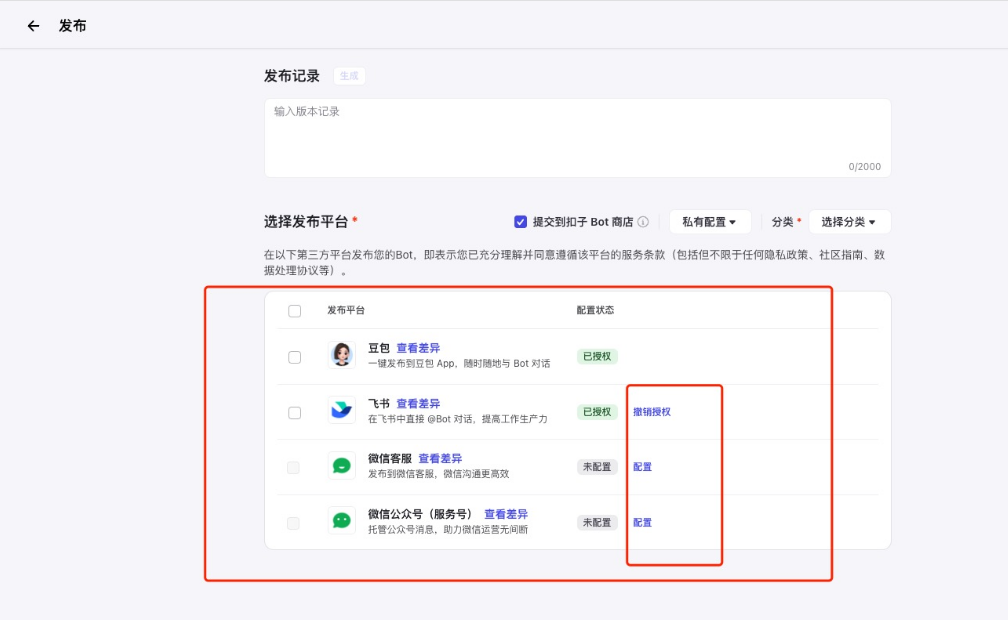 发布
发布记录 生成
输入版本记录
0/2000
选择发布平台* 提交到扣子 Bot 商店 私有配置 分类* 选择分类
在以下第三方平台发布您的Bot，即表示您已充分理解并同意遵循该平台的服务条款（包括但不限于任何隐私政策、社区指南、数
据处理协议等）。
发布平台 配置状态
豆包 查看差异
一键发布到豆包 App，随时随地与 Bot 对话
已授权
飞书 查看差异
在飞书中直接 @Bot 对话，提高工作生产力
已授权 撤销授权
微信客服 查看差异
发布到微信客服，微信沟通更高效
未配置 配置
微信公众号（服务号） 查看差异
托管公众号消息，助力微信运营无间断
未配置 配置